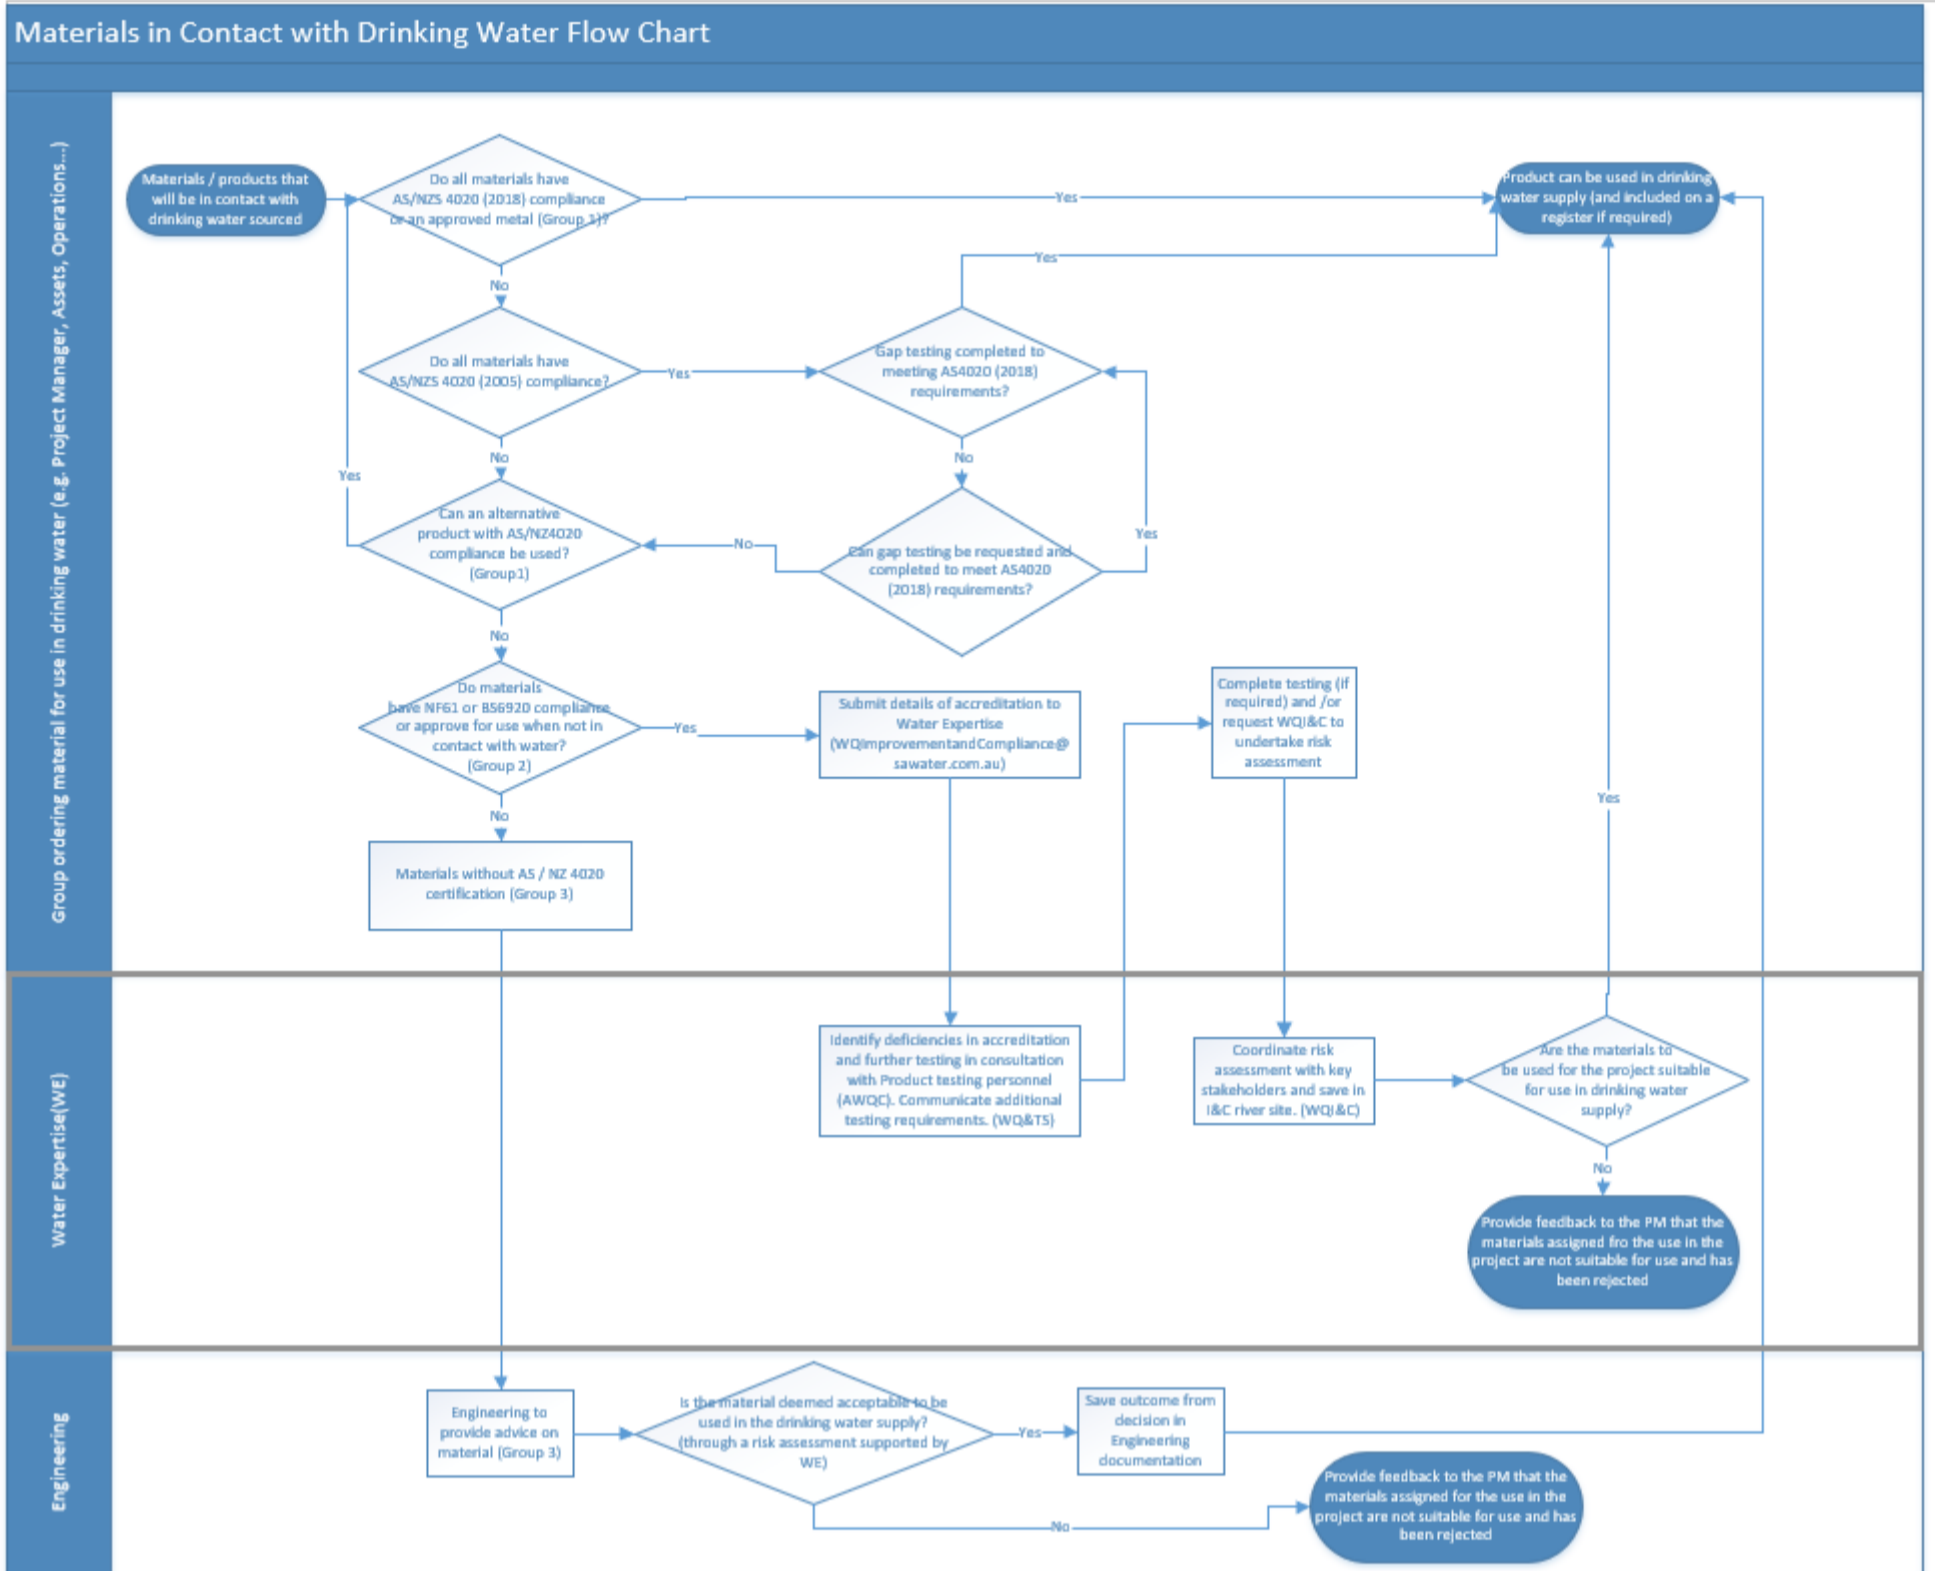 Materials in Contact with Drinking Water Flow Chart
Group ordering material for use in drinking water (e.g. Project Manager, Assets, Operations...)
Materials / products that
will be in contact with
drinking water sourced
Do all materials have
AS/NZS 4020 (2018) compliance
or an approved metal (Group 1)?
Yes
Product can be used in drinking
water supply (and included on a
register if required)
No
Yes
Do all materials have
AS/NZS 4020 (2005) compliance?
Yes
Gap testing completed to
meeting AS4020 (2018)
requirements?
No
No
Yes
Can an alternative
product with AS/NZ4020
compliance be used?
(Group1)
No
Can gap testing be requested and
completed to meet AS4020
(2018) requirements?
Yes
No
Do materials
have NF61 or BS6920 compliance
or approve for use when not in
contact with water?
(Group 2)
Yes
Submit details of accreditation to
Water Expertise
(WQImprovementandCompliance@
sawater.com.au)
Complete testing (if
required) and /or
request WQI&C to
undertake risk
assessment
Yes
No
Materials without AS / NZ 4020
certification (Group 3)
Water Expertise(WE)
Identify deficiencies in accreditation
and further testing in consultation
with Product testing personnel
(AWQC). Communicate additional
testing requirements. (WQ&TS)
Coordinate risk
assessment with key
stakeholders and save in
I&C river site. (WQI&C)
Are the materials to
be used for the project suitable
for use in drinking water
supply?
No
Provide feedback to the PM that the
materials assigned fro the use in the
project are not suitable for use and has
been rejected
Engineering
Engineering to
provide advice on
material (Group 3)
Is the material deemed acceptable to be
used in the drinking water supply?
(through a risk assessment supported by
WE)
Yes
Save outcome from
decision in
Engineering
documentation
No
Provide feedback to the PM that the
materials assigned for the use in the
project are not suitable for use and has
been rejected